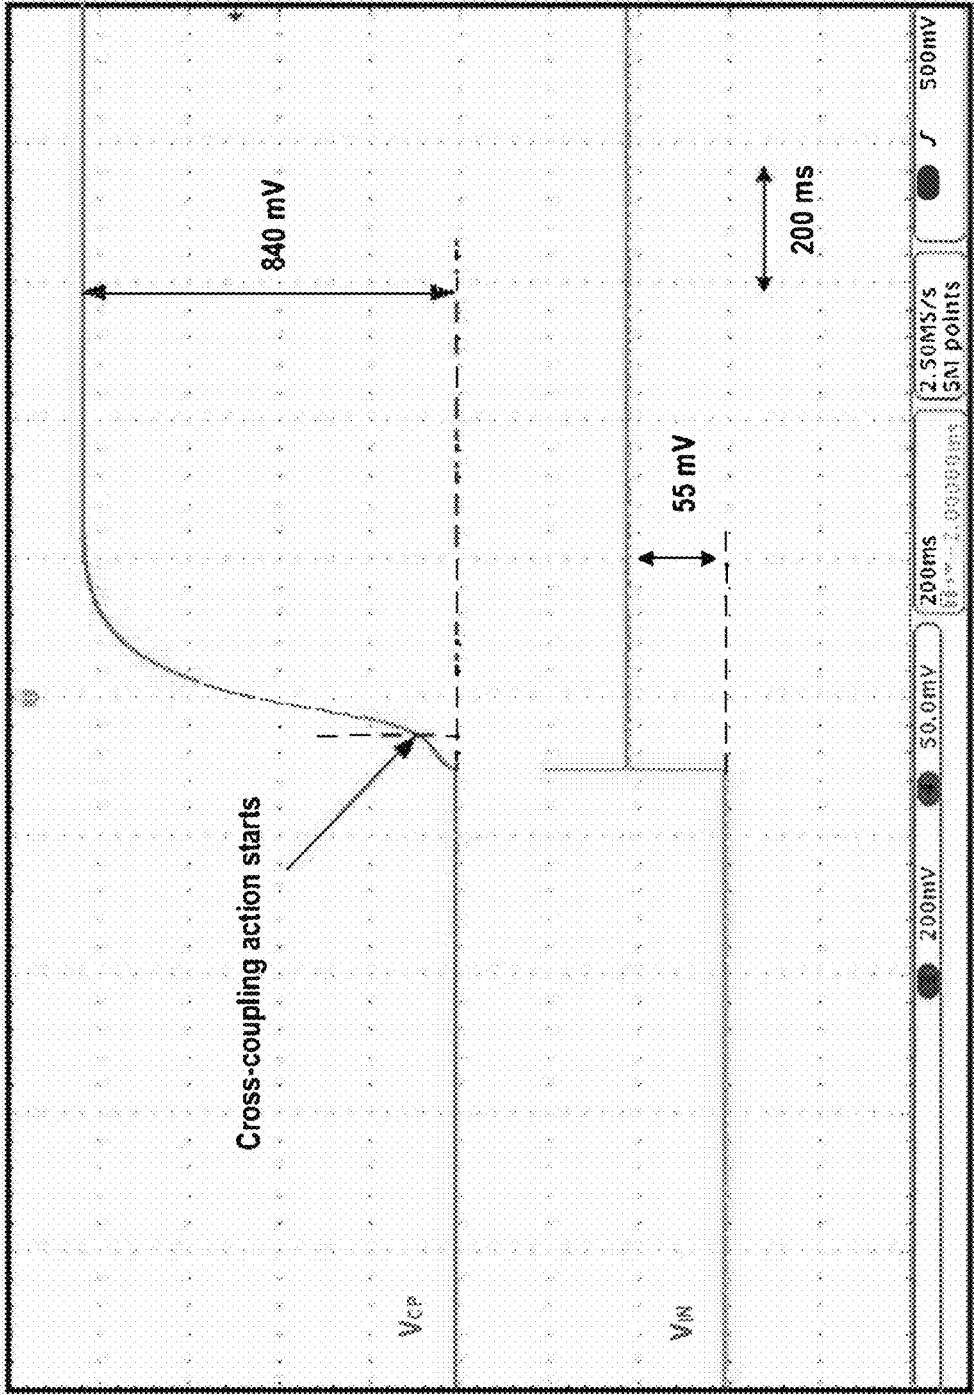 Cross-coupling action starts
840 mV
V_CP
55 mV
V_IN
200 ms
200mV
50.0mV
200ms
2.50MS/s
5M points
500mV